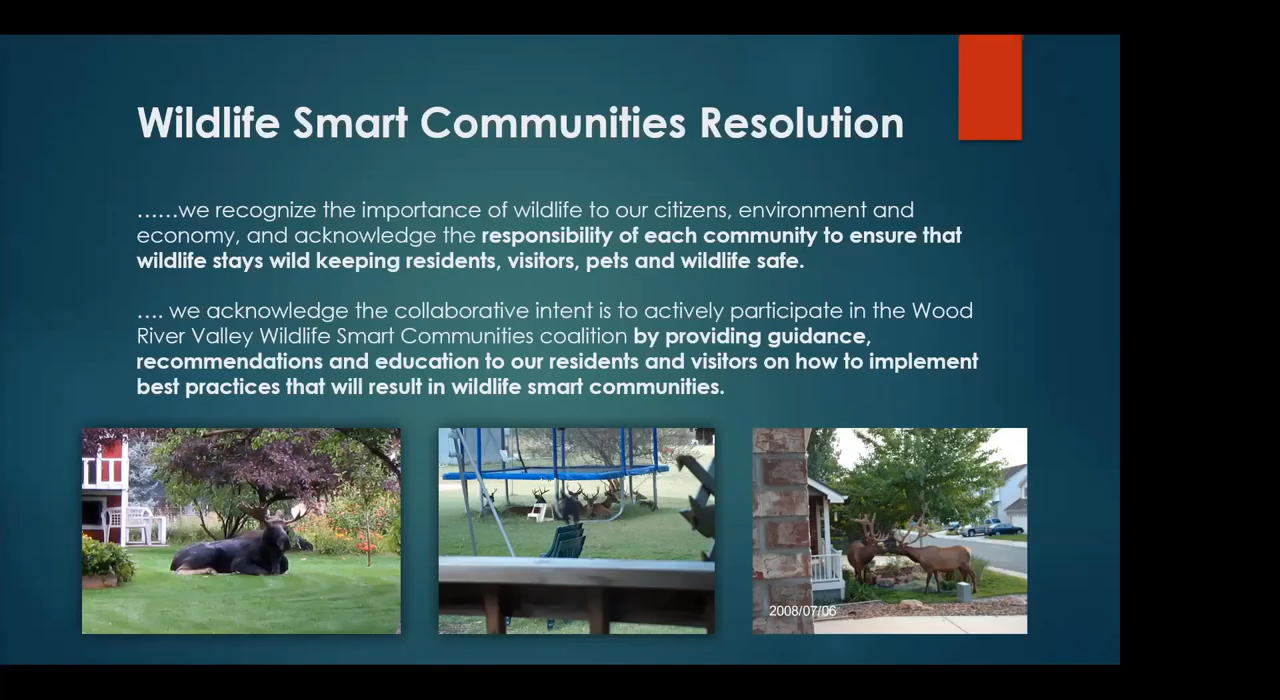 Wildlife Smart Communities Resolution
......we recognize the importance of wildlife to our citizens, environment and
economy, and acknowledge the responsibility of each community to ensure that
wildlife stays wild keeping residents, visitors, pets and wildlife safe.
.... we acknowledge the collaborative intent is to actively participate in the Wood
River Valley Wildlife Smart Communities coalition by providing guidance,
recommendations and education to our residents and visitors on how to implement
best practices that will result in wildlife smart communities.
2008/07/06